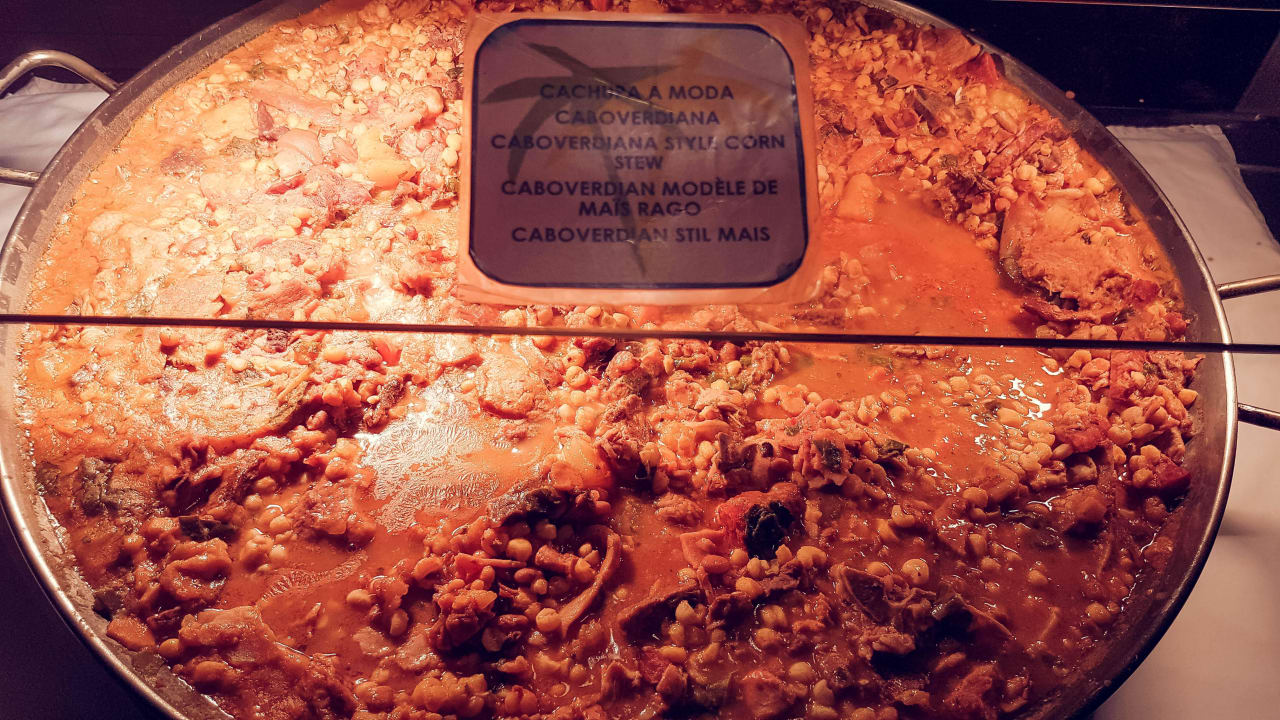 CACHUPA A MODA
CABOVERDIANA
CABOVERDIANA STYLE CORN
STEW
CABOVERDIAN MODÈLE DE
MAÏS RAGO
CABOVERDIAN STIL MAIS